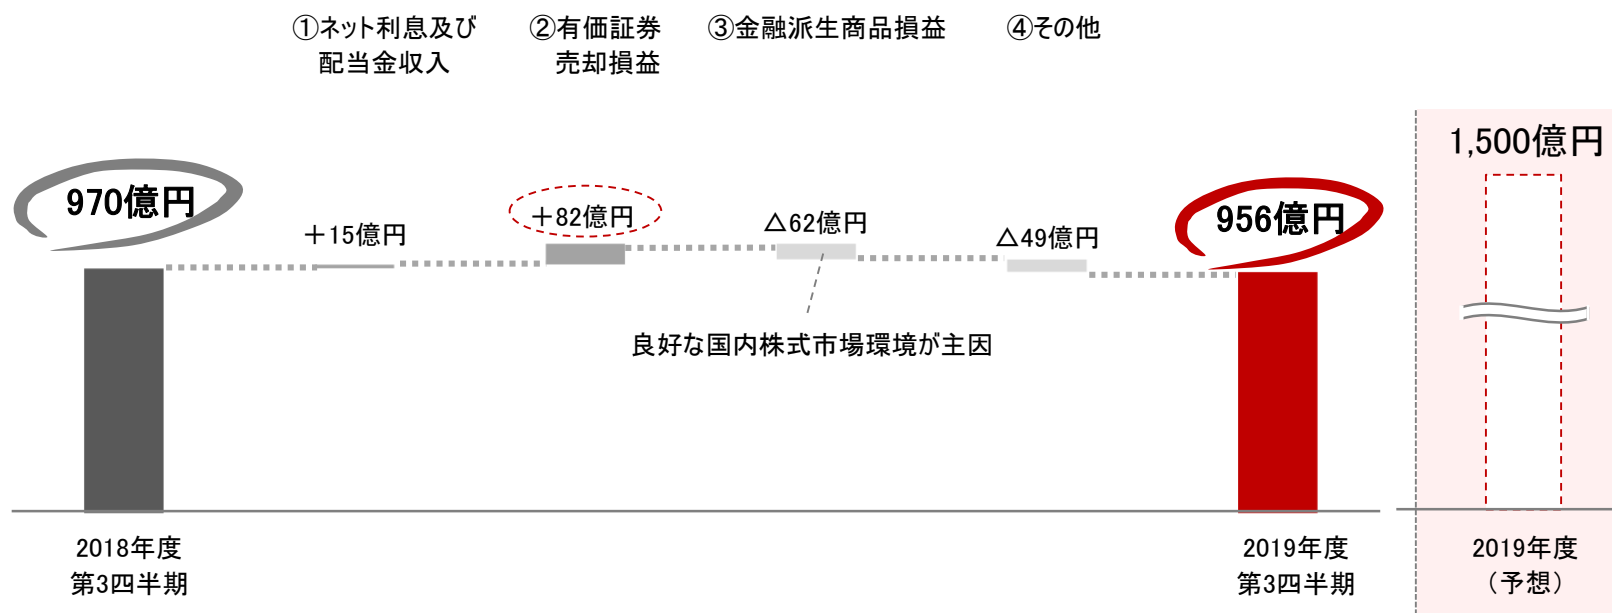 ①ネット利息及び
配当金収入
②有価証券
売却損益
③金融派生商品損益
④その他
970億円
＋15億円
＋82億円
△62億円
△49億円
956億円
1,500億円
良好な国内株式市場環境が主因
2018年度
第3四半期
2019年度
第3四半期
2019年度
（予想）